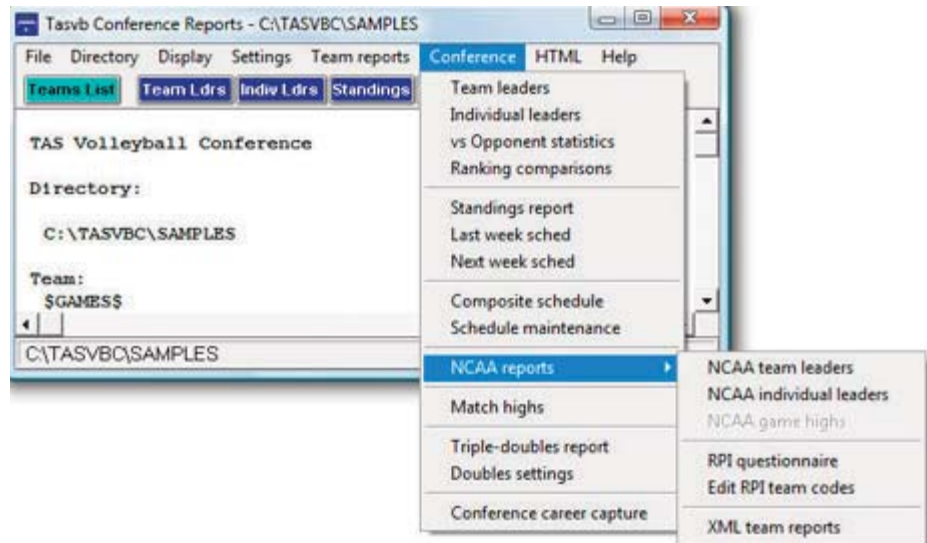 Tasvb Conference Reports - C:\TASVBC\SAMPLES
File Directory Display Settings Team reports Conference HTML Help
Teams List Team Ldrs Indiv Ldrs Standings
TAS Volleyball Conference
Directory:
C:\TASVBC\SAMPLES
Team:
$GAMES$
C:\TASVBC\SAMPLES
Team leaders
Individual leaders
vs Opponent statistics
Ranking comparisons
Standings report
Last week sched
Next week sched
Composite schedule
Schedule maintenance
NCAA reports
Match highs
Triple-doubles report
Doubles settings
Conference career capture
NCAA team leaders
NCAA individual leaders
NCAA game highs
RPI questionnaire
Edit RPI team codes
XML team reports